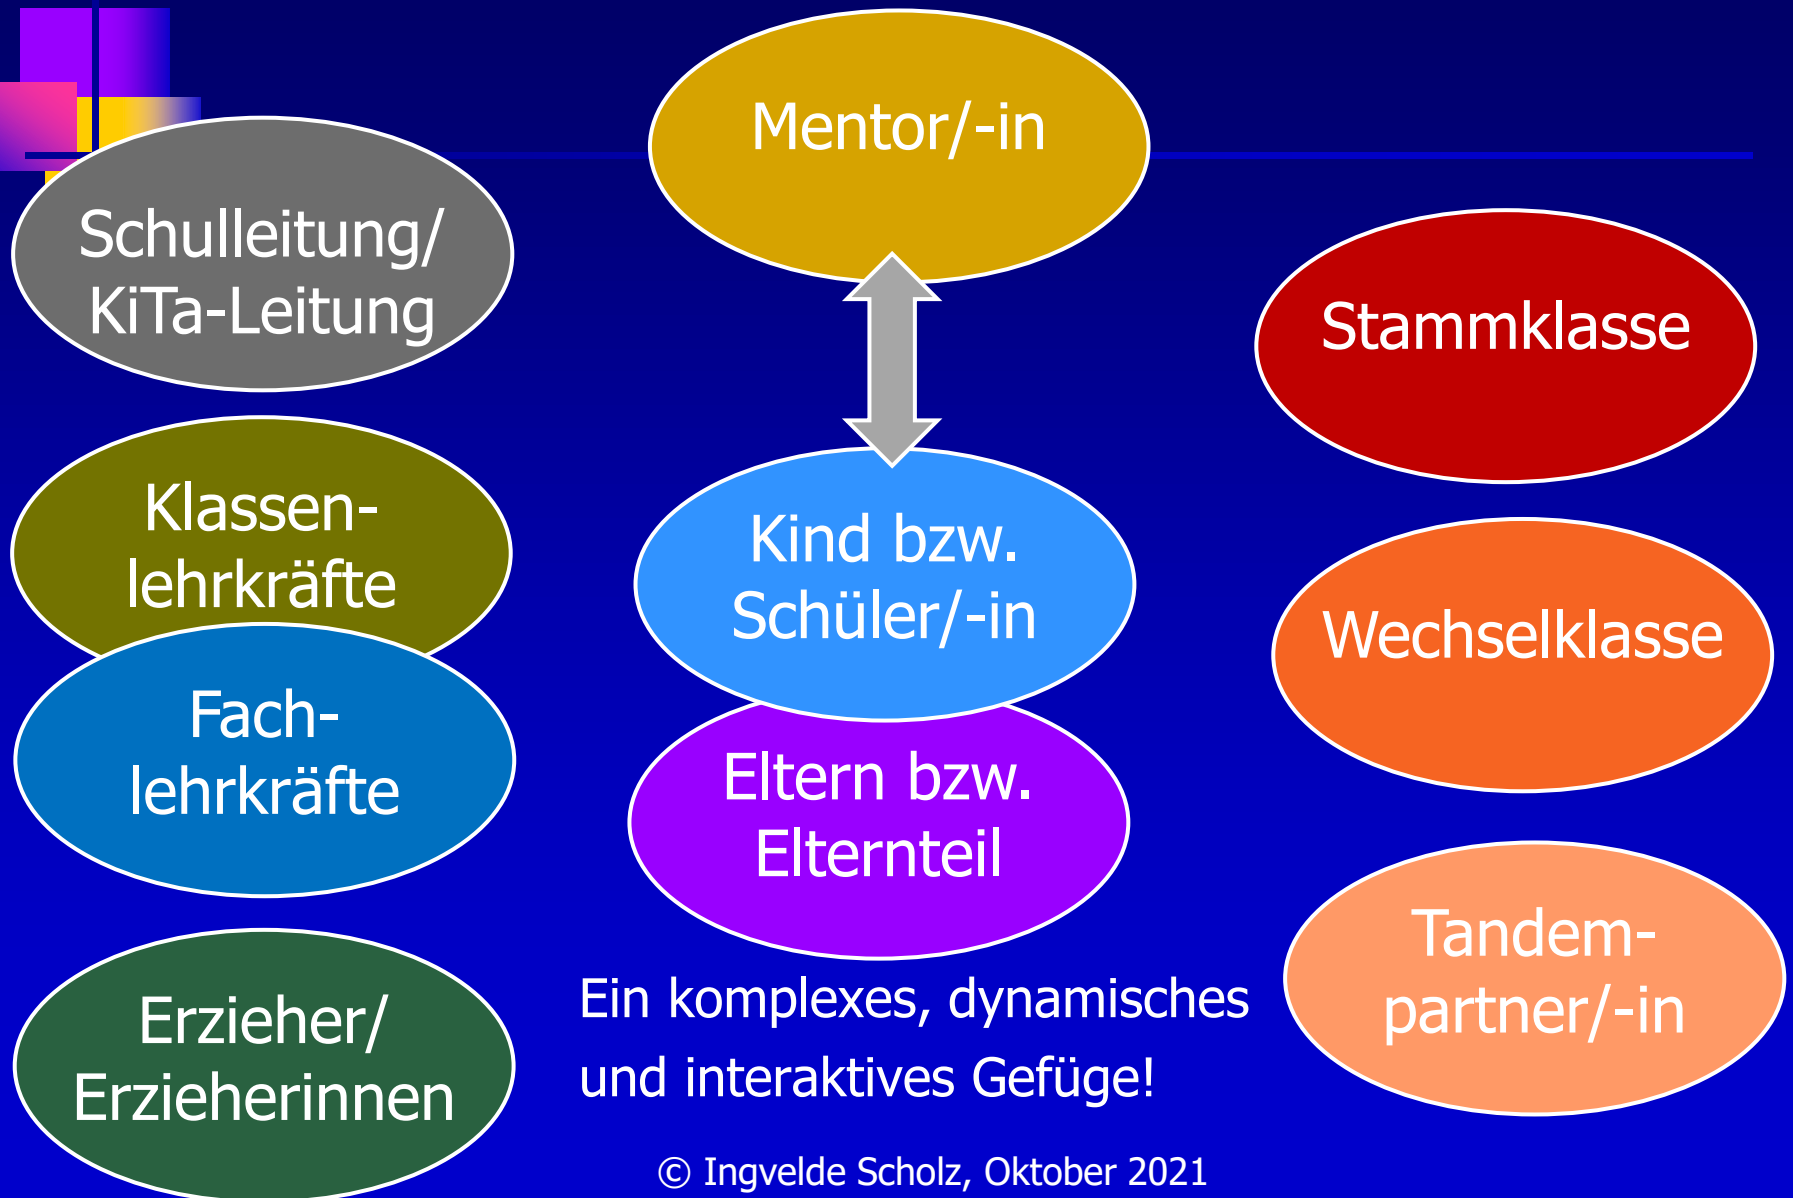 Mentor/-in
Schulleitung/
KiTa-Leitung
Klassen-
lehrkräfte
Fach-
lehrkräfte
Erzieher/
Erzieherinnen
Kind bzw.
Schüler/-in
Eltern bzw.
Elternteil
Stammklasse
Wechselklasse
Tandem-
partner/-in
Ein komplexes, dynamisches
und interaktives Gefüge!
© Ingvelde Scholz, Oktober 2021